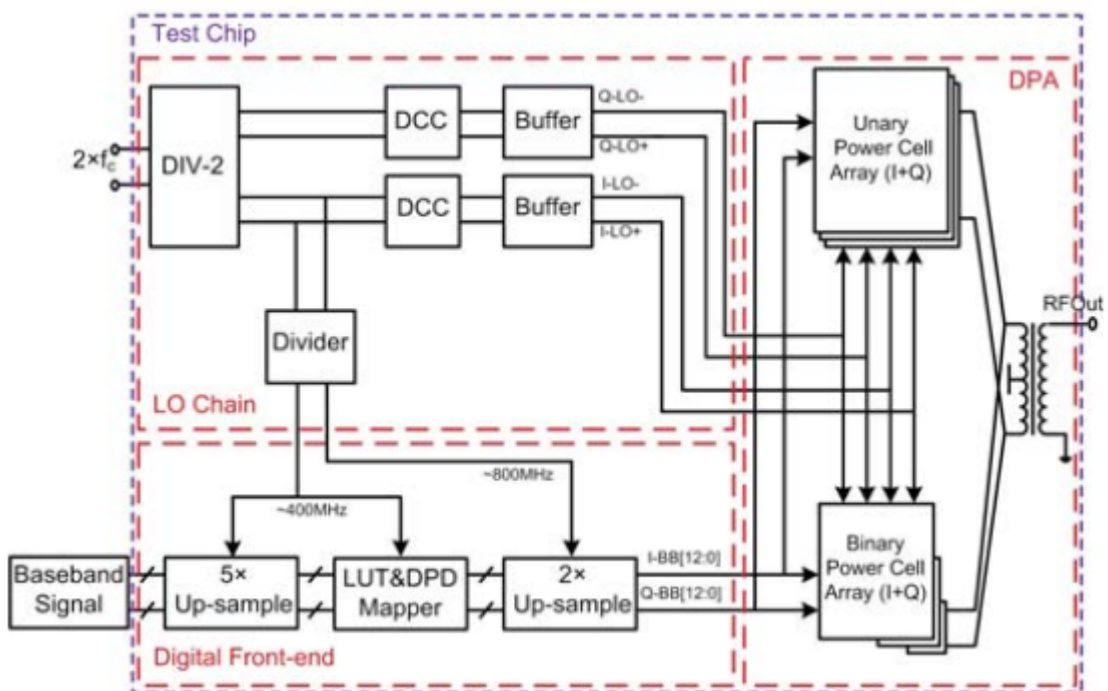 Test Chip
DPA
Q-LO-
DCC
Buffer
Unary
Power Cell
Array (I+Q)
2×fc
DIV-2
Q-LO+
I-LO-
DCC
Buffer
I-LO+
RFOut
Divider
LO Chain
~800MHz
~400MHz
Baseband
Signal
5×
Up-sample
LUT&DPD
Mapper
2×
Up-sample
I-BB[12:0]
Q-BB[12:0]
Binary
Power Cell
Array (I+Q)
Digital Front-end